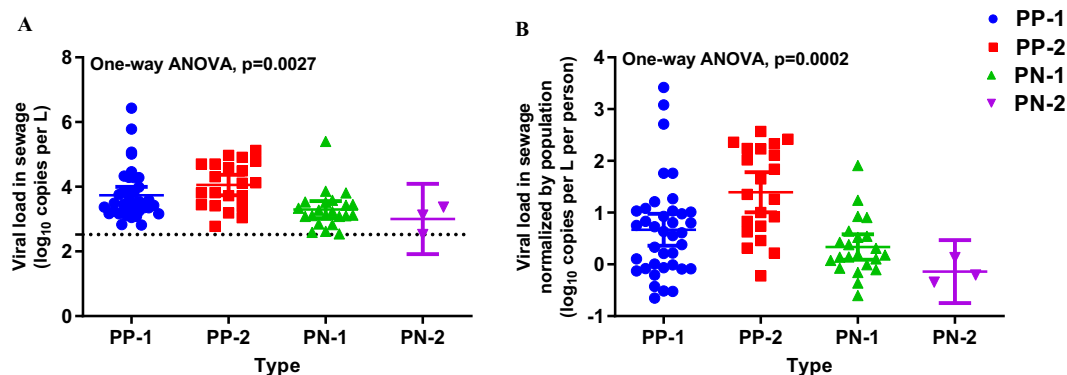 A
One-way ANOVA, p=0.0027
Viral load in sewage
(log₁₀ copies per L)
8
6
4
2
0
PP-1 PP-2 PN-1 PN-2
Type
B
One-way ANOVA, p=0.0002
Viral load in sewage
normalized by population
(log₁₀ copies per L per person)
4
3
2
1
0
-1
PP-1 PP-2 PN-1 PN-2
Type
PP-1
PP-2
PN-1
PN-2